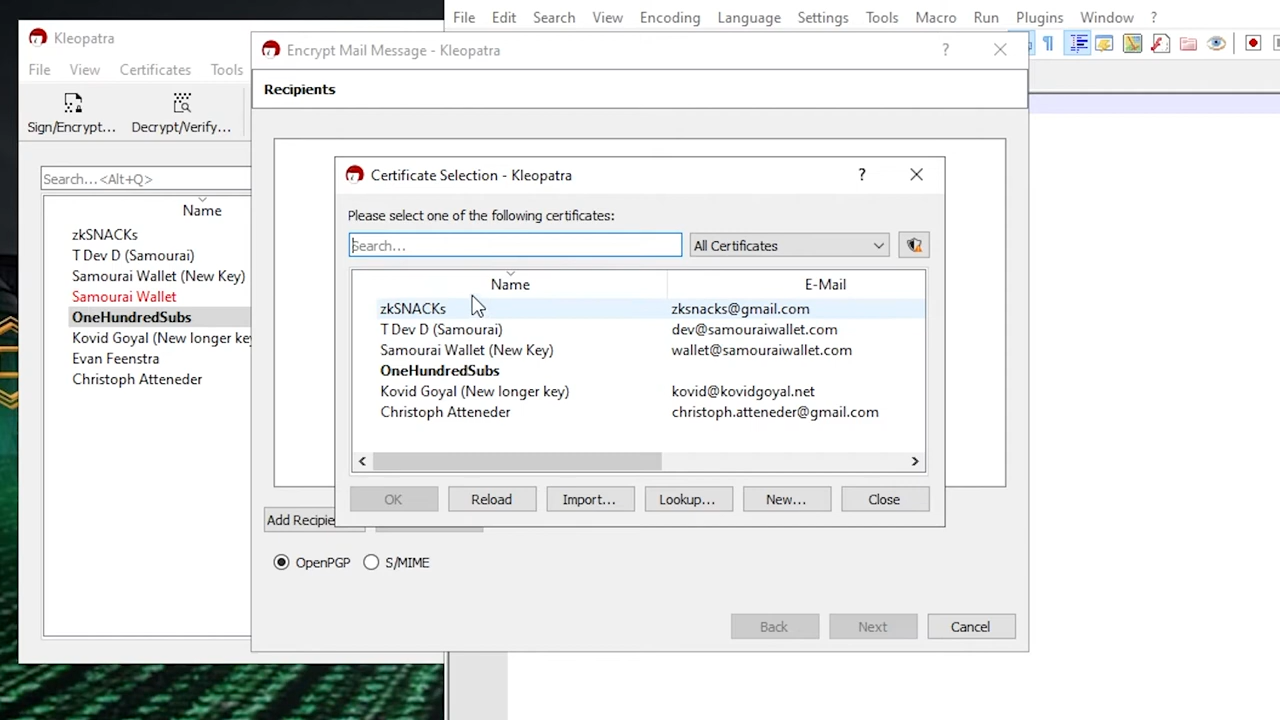 File Edit Search View Encoding Language Settings Tools Macro Run Plugins Window ?
Kleopatra
File View Certificates Tools
Sign/Encrypt... Decrypt/Verify...
Search...<Alt+Q>
Name
zkSNACKs
T Dev D (Samourai)
Samourai Wallet (New Key)
Samourai Wallet
OneHundredSubs
Kovid Goyal (New longer key
Evan Feenstra
Christoph Atteneder
Encrypt Mail Message - Kleopatra ?
Recipients
Certificate Selection - Kleopatra ?
Please select one of the following certificates:
Search... All Certificates
Name E-Mail
zkSNACKs zksnacks@gmail.com
T Dev D (Samourai) dev@samouraiwallet.com
Samourai Wallet (New Key) wallet@samouraiwallet.com
OneHundredSubs
Kovid Goyal (New longer key) kovid@kovidgoyal.net
Christoph Atteneder christoph.atteneder@gmail.com
OK Reload Import... Lookup... New... Close
Add Recipie
OpenPGP S/MIME
Back Next Cancel